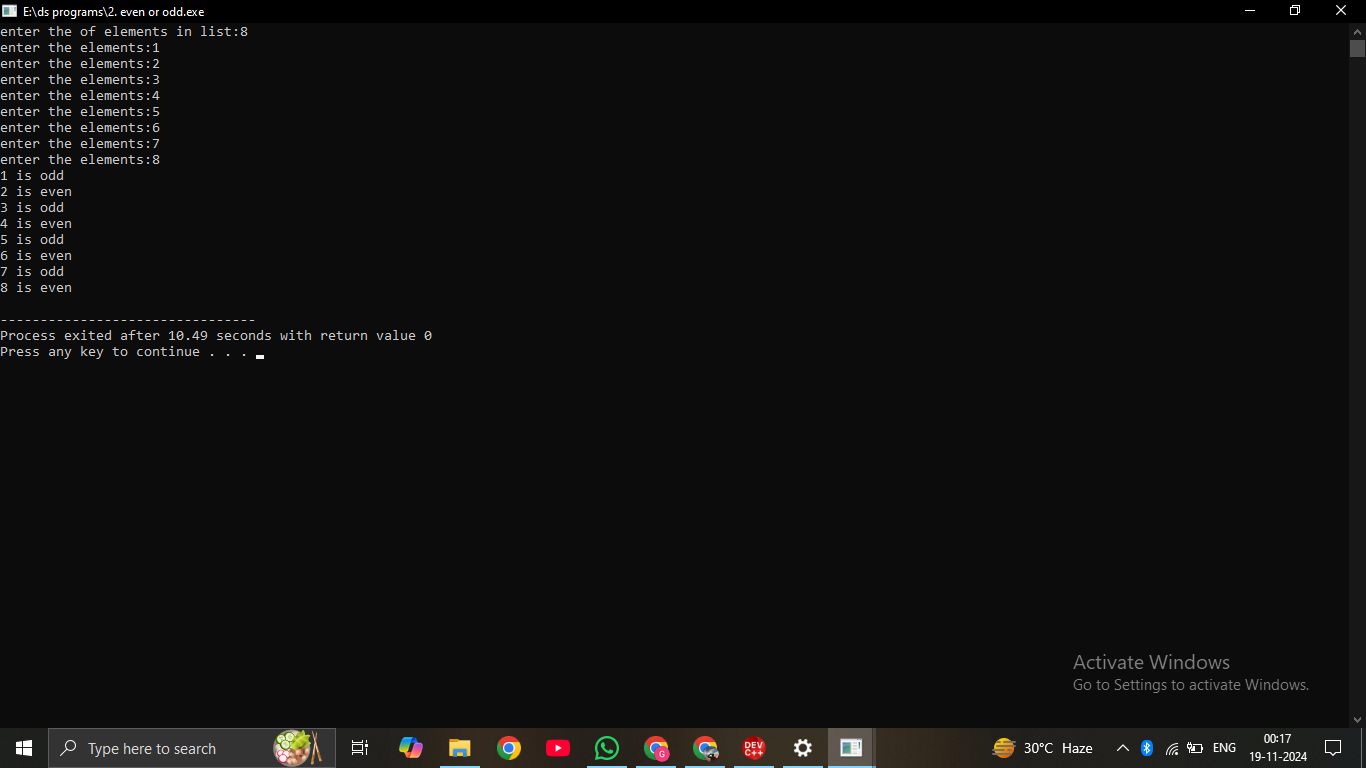 E:\ds programs\2. even or odd.exe
enter the of elements in list:8
enter the elements:1
enter the elements:2
enter the elements:3
enter the elements:4
enter the elements:5
enter the elements:6
enter the elements:7
enter the elements:8
1 is odd
2 is even
3 is odd
4 is even
5 is odd
6 is even
7 is odd
8 is even
--------------------------------
Process exited after 10.49 seconds with return value 0
Press any key to continue . . .
Activate Windows
Go to Settings to activate Windows.
Type here to search
G
DEV
C++
30°C Haze
ENG
00:17
19-11-2024